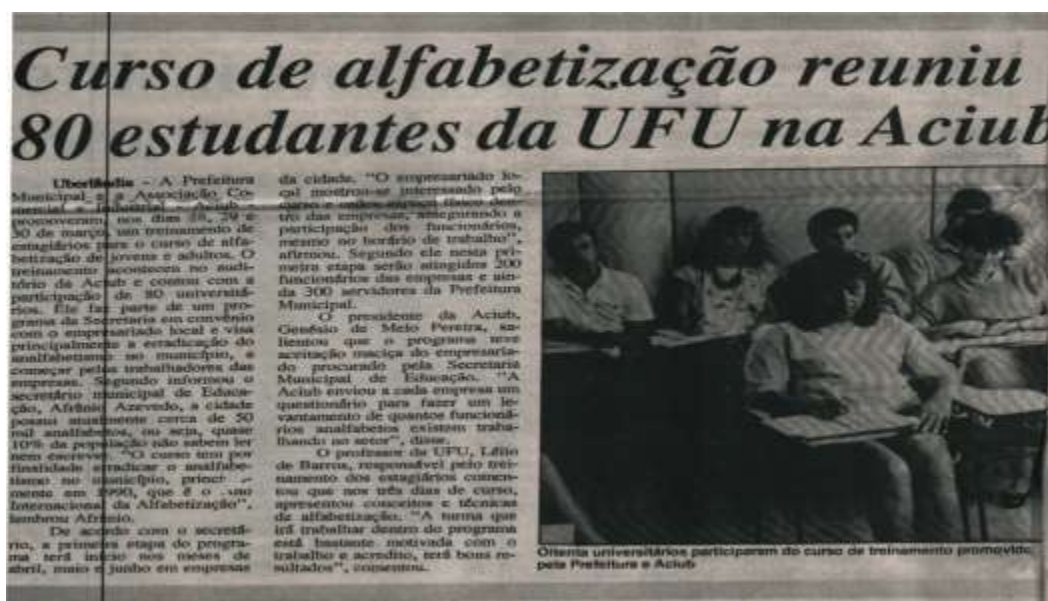 Curso de alfabetização reuniu
80 estudantes da UFU na Aciub
Uberlândia - A Prefeitura
Municipal e a Associação Co-
mercial e Industrial - Aciub -
promoveram, nos dias 28, 29 e
30 de março, um treinamento de
estagiários para o curso de alfa-
betização de jovens e adultos. O
treinamento aconteceu no audi-
tório da Aciub e contou com a
participação de 80 universitá-
rios. Ele faz parte de um pro-
grama da Secretaria em convênio
com o empresariado local e visa
principalmente a erradicação do
analfabetismo no município, a
começar pelos trabalhadores das
empresas. Segundo informou o
secretário municipal de Educa-
ção, Afrânio Azevedo, a cidade
possui atualmente cerca de 50
mil analfabetos, ou seja, quase
10% da população não sabem ler
nem escrever. "O curso tem por
finalidade erradicar o analfabe-
tismo no município,
mente em 1990, que é o
Internacional da Alfabetização",
lembrou Afrânio.
De acordo com o secretá-
rio, a primeira etapa do progra-
ma terá início nos meses de
abril, maio e junho em empresas
da cidade. "O empresariado lo-
cal mostrou-se interessado pelo
curso e espaço físico den-
tro das empresas, assegurando a
participação dos funcionários,
mesmo no horário de trabalho",
afirmou. Segundo ele nesta pri-
meira etapa serão atingidos 200
funcionários das empresas e ain-
da 300 servidores da Prefeitura
Municipal.
O presidente da Aciub,
Genésio de Melo Pereira, sa-
lientou que o programa teve
aceitação maciça do empresaria-
do procurado pela Secretaria
Municipal de Educação. "A
Aciub enviou a cada empresa um
questionário para fazer um le-
vantamento de quantos funcioná-
rios analfabetos existem traba-
lhando no setor", disse.
O professor da UFU,
de Barros, responsável pelo trei-
namento dos estagiários comen-
tou que nos três dias de curso,
apresentou conceitos e técnicas
de alfabetização. "A turma que
irá trabalhar dentro do programa
está bastante motivada com o
trabalho e acredito, terá bons re-
sultados", comentou.
Oitenta universitários participaram do curso de treinamento promovido
pela Prefeitura e Aciub